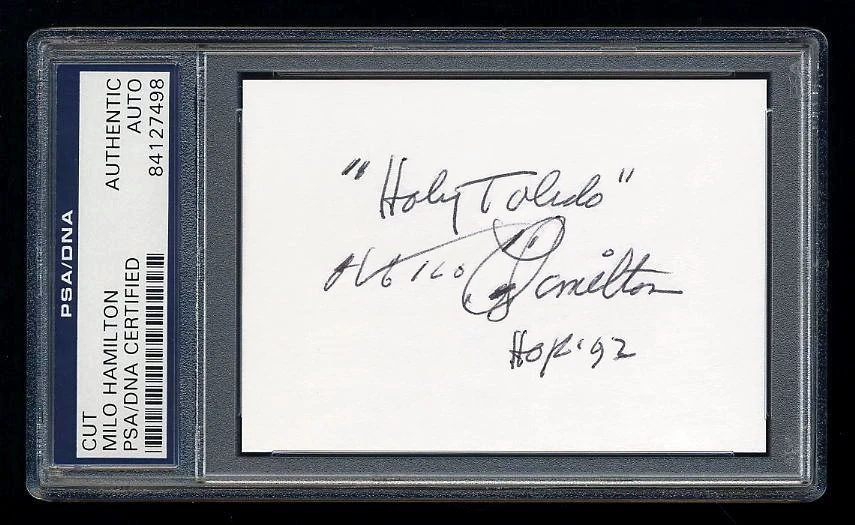 PSA/DNA
CUT
MILO HAMILTON
PSA/DNA CERTIFIED
AUTHENTIC
AUTO
84127498
"Holy Toledo"
Milo Hamilton
HOF '92